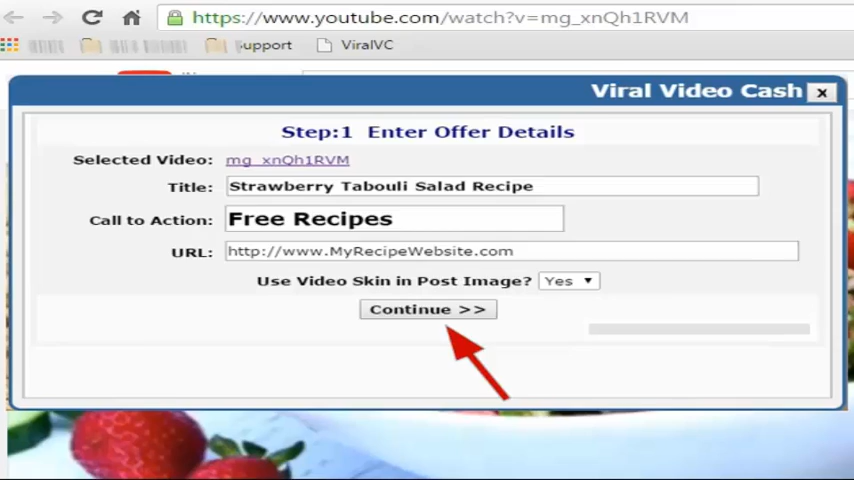 https://www.youtube.com/watch?v=mg_xnQh1RVM
upport ViralVC
Viral Video Cash x
Step:1 Enter Offer Details
Selected Video: mg_xnQh1RVM
Title: Strawberry Tabouli Salad Recipe
Call to Action: Free Recipes
URL: http://www.MyRecipeWebsite.com
Use Video Skin in Post Image? Yes
Continue >>